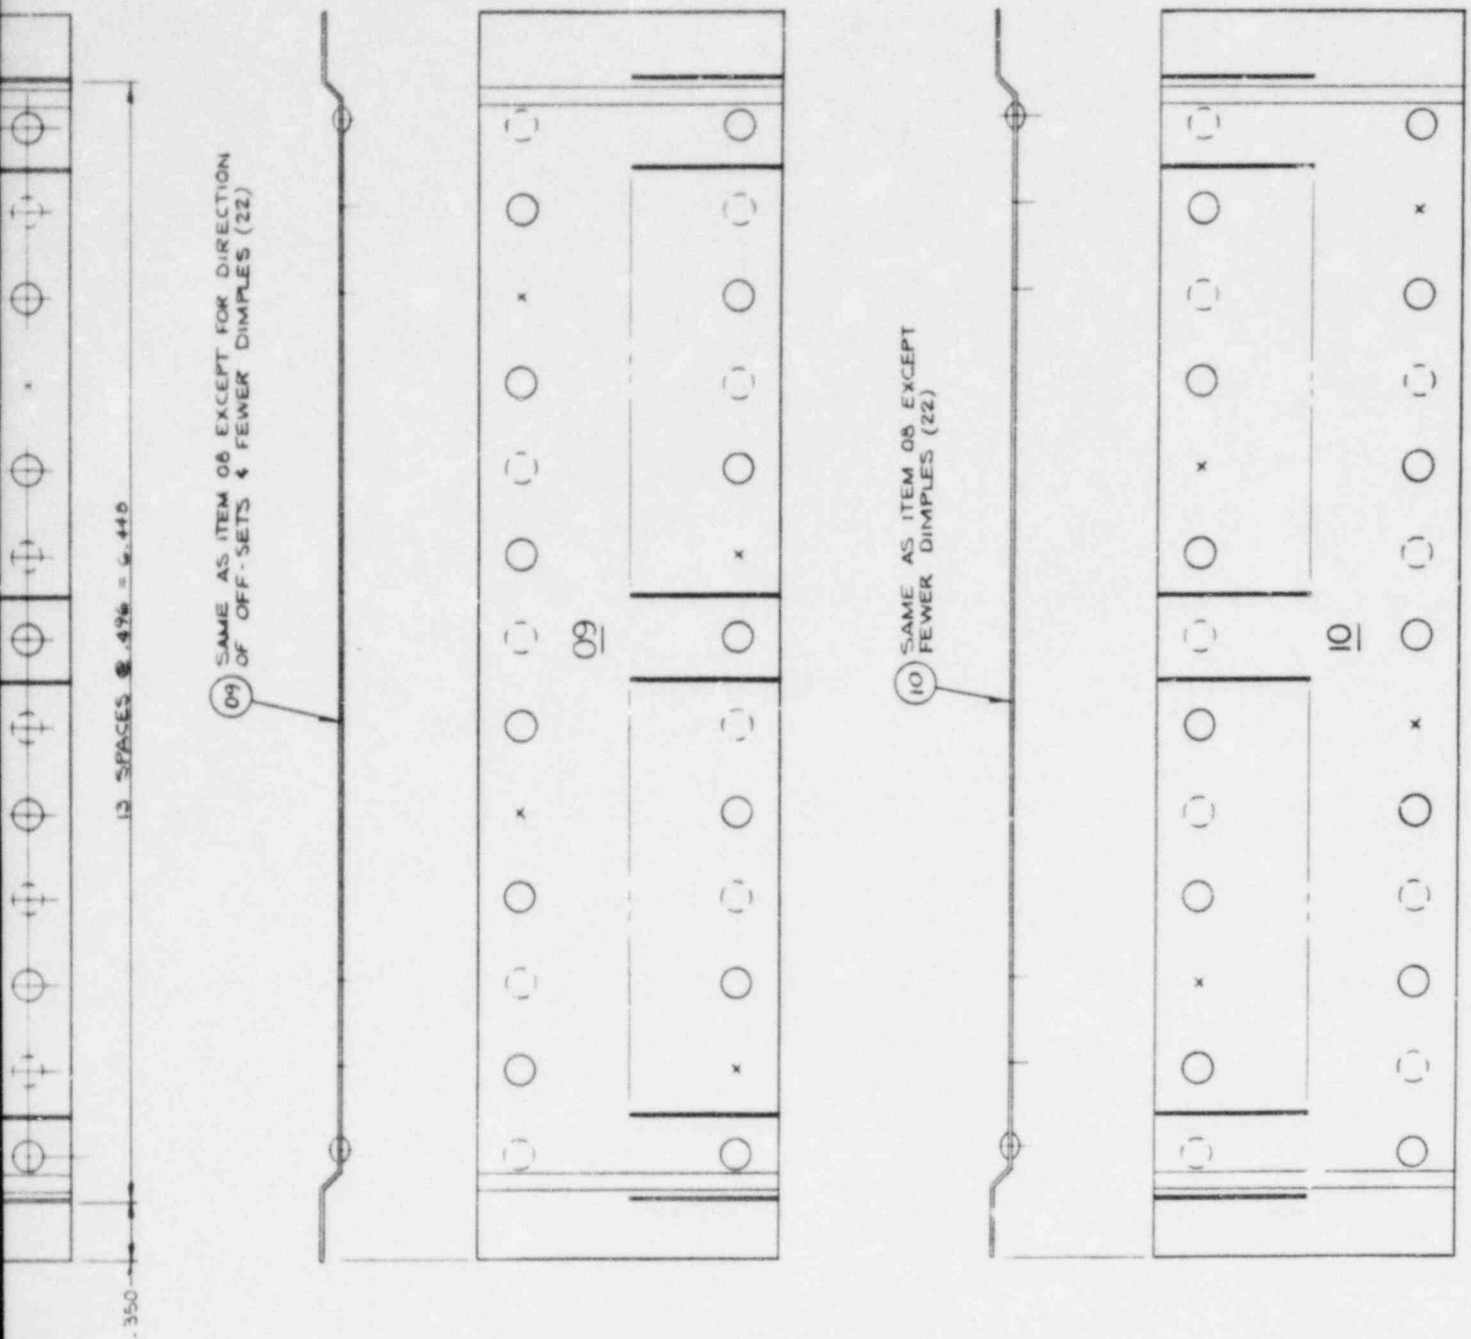 .350
13 SPACES @ .496 = 6.448
09
SAME AS ITEM 08 EXCEPT FOR DIRECTION
OF OFF-SETS & FEWER DIMPLES (22)
09
10
SAME AS ITEM 08 EXCEPT
FEWER DIMPLES (22)
10